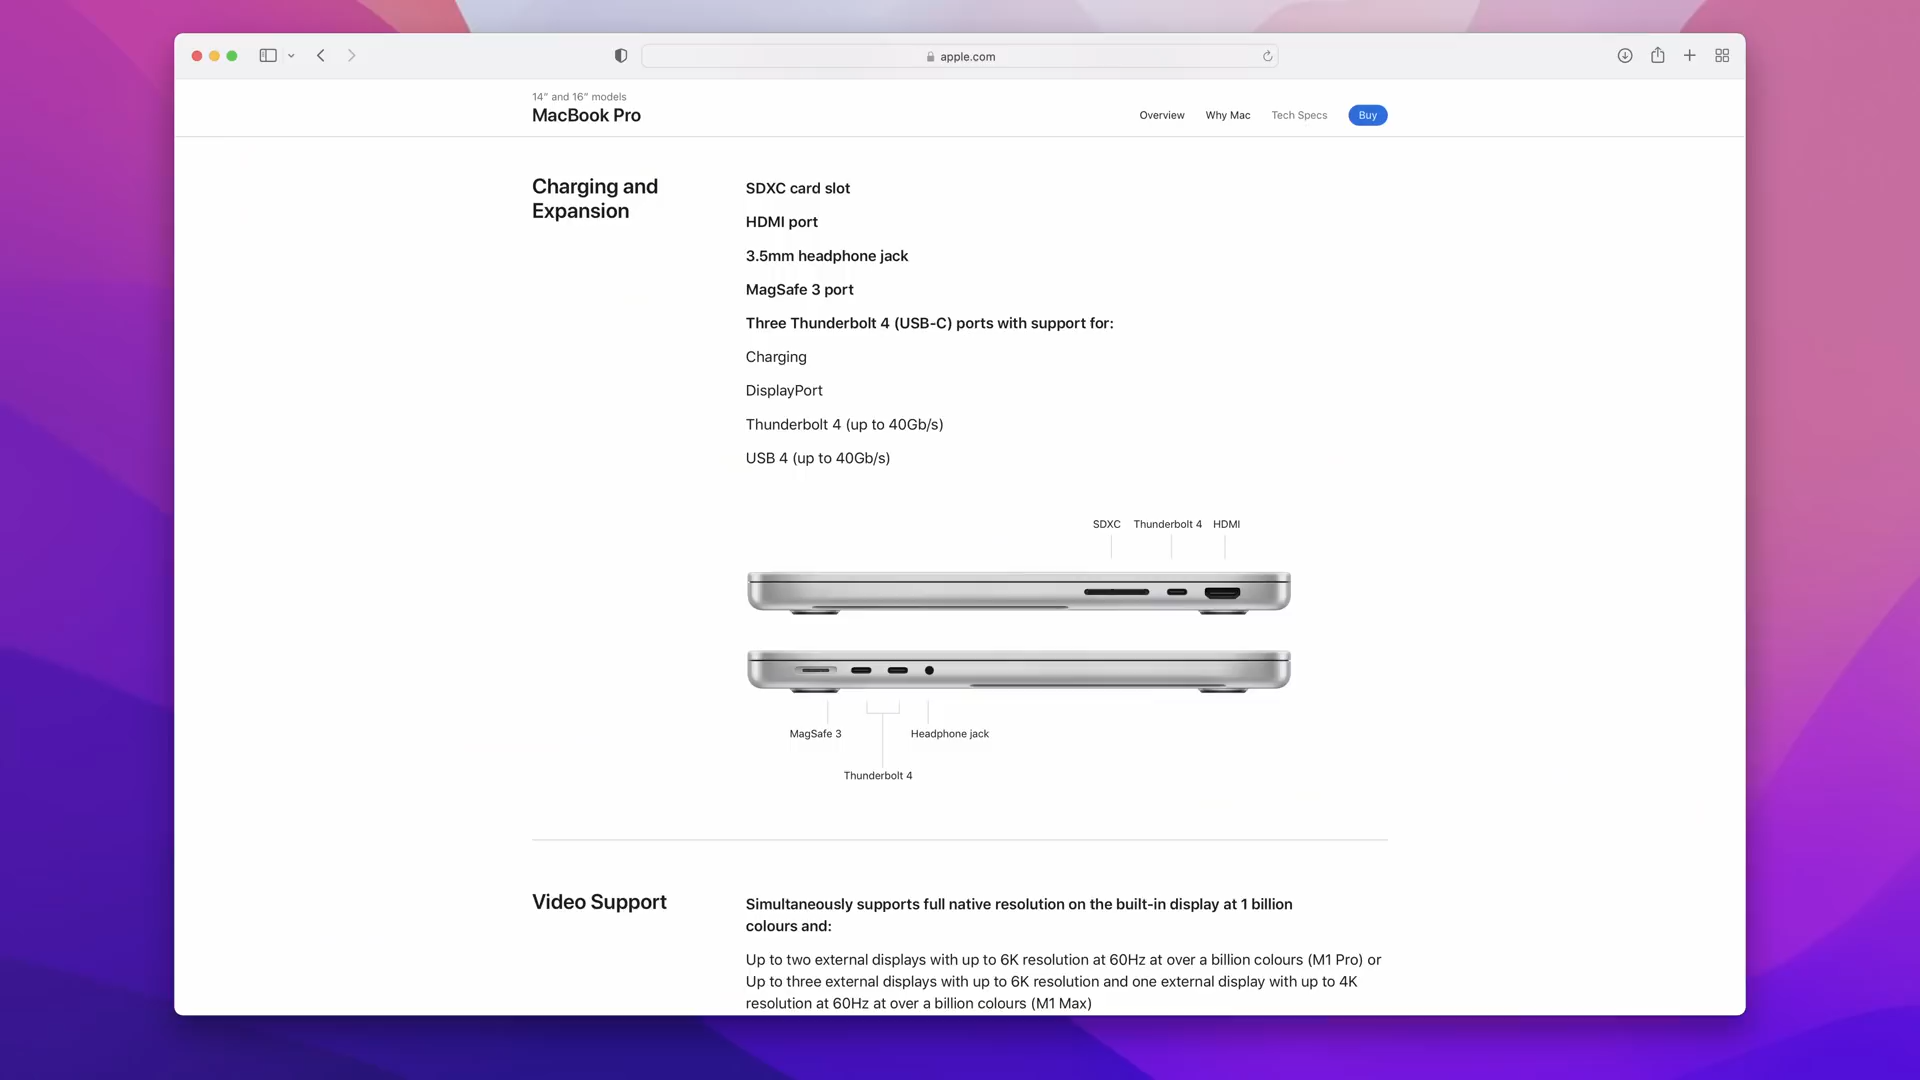 apple.com
14″ and 16″ models
MacBook Pro
Overview
Why Mac
Tech Specs
Buy
Charging and
Expansion
SDXC card slot
HDMI port
3.5mm headphone jack
MagSafe 3 port
Three Thunderbolt 4 (USB-C) ports with support for:
Charging
DisplayPort
Thunderbolt 4 (up to 40Gb/s)
USB 4 (up to 40Gb/s)
SDXC
Thunderbolt 4
HDMI
MagSafe 3
Headphone jack
Thunderbolt 4
Video Support
Simultaneously supports full native resolution on the built-in display at 1 billion
colours and:
Up to two external displays with up to 6K resolution at 60Hz at over a billion colours (M1 Pro) or
Up to three external displays with up to 6K resolution and one external display with up to 4K
resolution at 60Hz at over a billion colours (M1 Max)